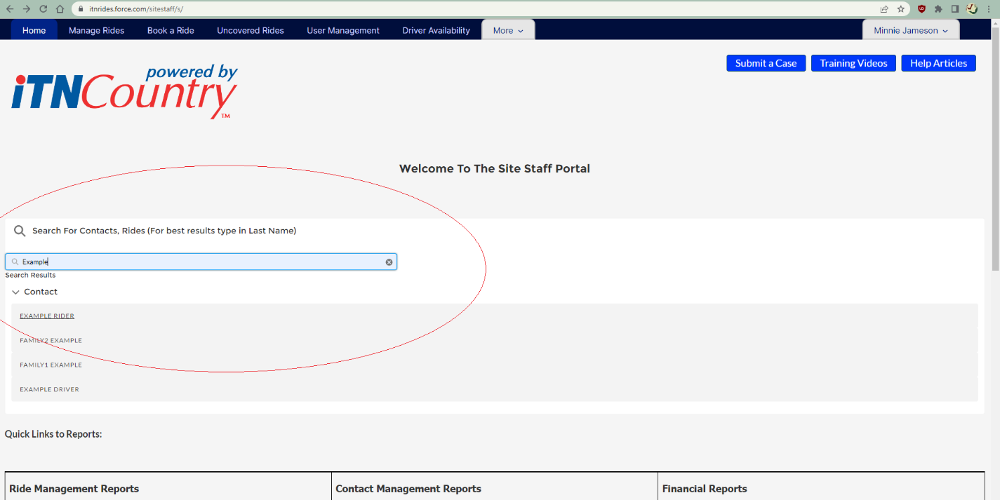 itnrides.force.com/sitestaff/s/
Home Manage Rides Book a Ride Uncovered Rides User Management Driver Availability More Minnie Jameson
Submit a Case Training Videos Help Articles
powered by
iTNCountry™
Welcome To The Site Staff Portal
Search For Contacts, Rides (For best results type in Last Name)
Example
Search Results
Contact
EXAMPLE RIDER
FAMILY2 EXAMPLE
FAMILY1 EXAMPLE
EXAMPLE DRIVER
Quick Links to Reports:
Ride Management Reports Contact Management Reports Financial Reports